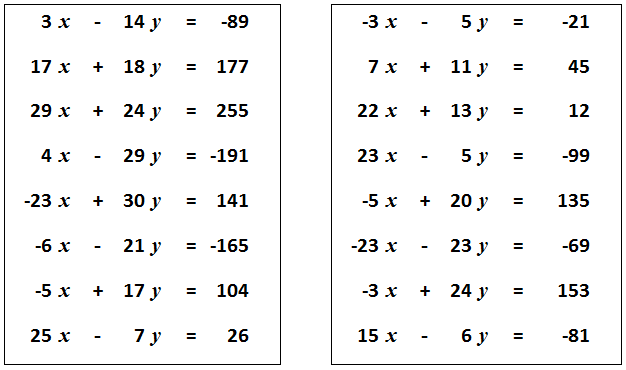 3 x - 14 y = -89
17 x + 18 y = 177
29 x + 24 y = 255
4 x - 29 y = -191
-23 x + 30 y = 141
-6 x - 21 y = -165
-5 x + 17 y = 104
25 x - 7 y = 26
-3 x - 5 y = -21
7 x + 11 y = 45
22 x + 13 y = 12
23 x - 5 y = -99
-5 x + 20 y = 135
-23 x - 23 y = -69
-3 x + 24 y = 153
15 x - 6 y = -81